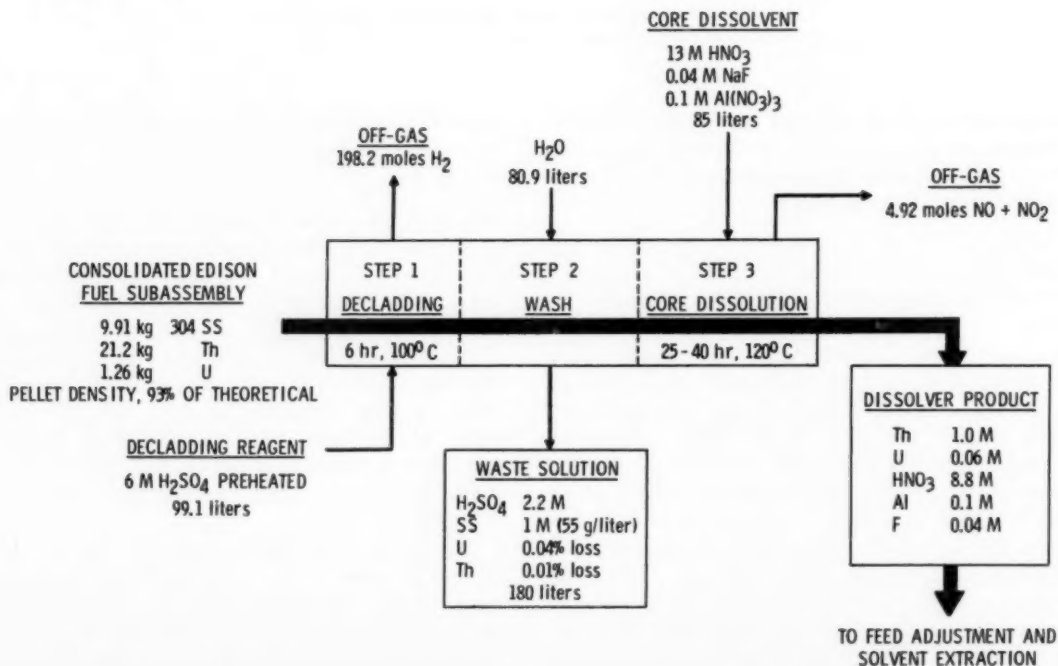 CORE DISSOLVENT
13 M HNO3
0.04 M NaF
0.1 M Al(NO3)3
85 liters
OFF-GAS
198.2 moles H2
H2O
80.9 liters
OFF-GAS
4.92 moles NO + NO2
CONSOLIDATED EDISON
FUEL SUBASSEMBLY
9.91 kg 304 SS
21.2 kg Th
1.26 kg U
PELLET DENSITY, 93% OF THEORETICAL
STEP 1
DECLADDING
6 hr, 100⁰ C
STEP 2
WASH
STEP 3
CORE DISSOLUTION
25-40 hr, 120⁰ C
DECLADDING REAGENT
6 M H2SO4 PREHEATED
99.1 liters
WASTE SOLUTION
H2SO4 2.2 M
SS 1 M (55 g/liter)
U 0.04% loss
Th 0.01% loss
180 liters
DISSOLVER PRODUCT
Th 1.0 M
U 0.06 M
HNO3 8.8 M
Al 0.1 M
F 0.04 M
TO FEED ADJUSTMENT AND
SOLVENT EXTRACTION